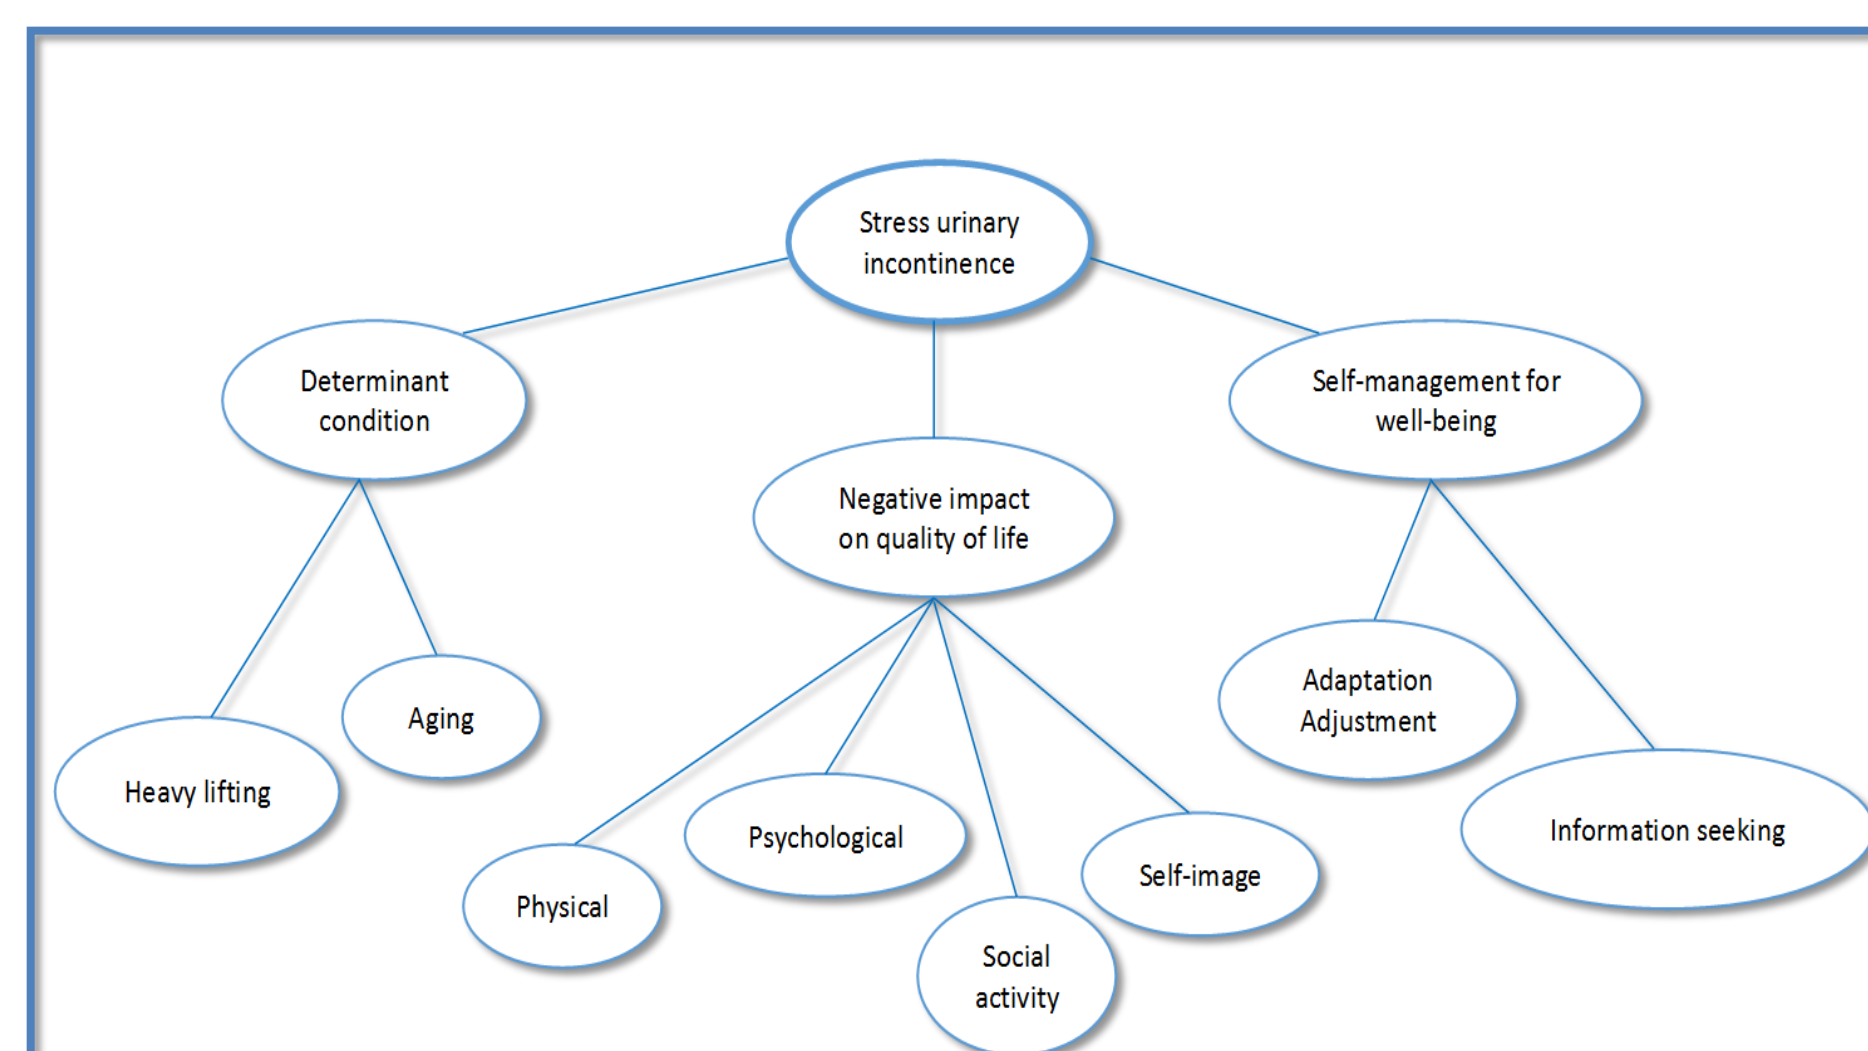 Stress urinary
incontinence
Determinant
condition
Self-management for
well-being
Negative impact
on quality of life
Adaptation
Adjustment
Aging
Heavy lifting
Psychological
Information seeking
Self-image
Physical
Social
activity